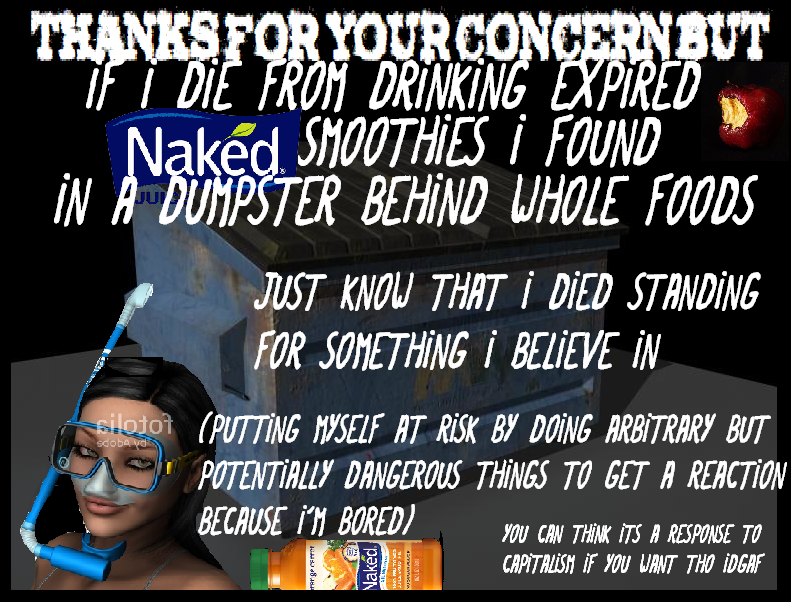 THANKS FOR YOUR CONCERN BUT
iF i DiE FROM DRiNKiNG EXPiRED
Naked® SMOOTHiES i FOUND
JUICE
iN A DUMPSTER BEHiND WHOLE FOODS
JUST KNOW THAT i DiED STANDiNG
FOR SOMETHiNG i BELiEVE iN
(PUTTiNG MYSELF AT RiSK BY DOiNG ARBiTRARY BUT
POTENTiALLY DANGEROUS THiNGS TO GET A REACTiON
BECAUSE i'M BORED)
YOU CAN THiNK iTS A RESPONSE TO
CAPiTALiSM iF YOU WANT THO iDGAF
fotolia
by Adobe
Naked